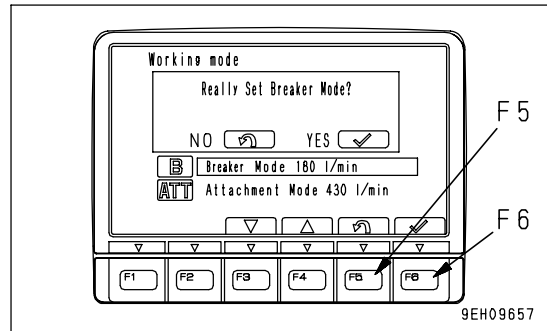 Working mode
Really Set Breaker Mode?
NO YES
B Breaker Mode 180 l/min
ATT Attachment Mode 430 l/min
F5
F6
F1 F2 F3 F4 F5 F6
9EH09657